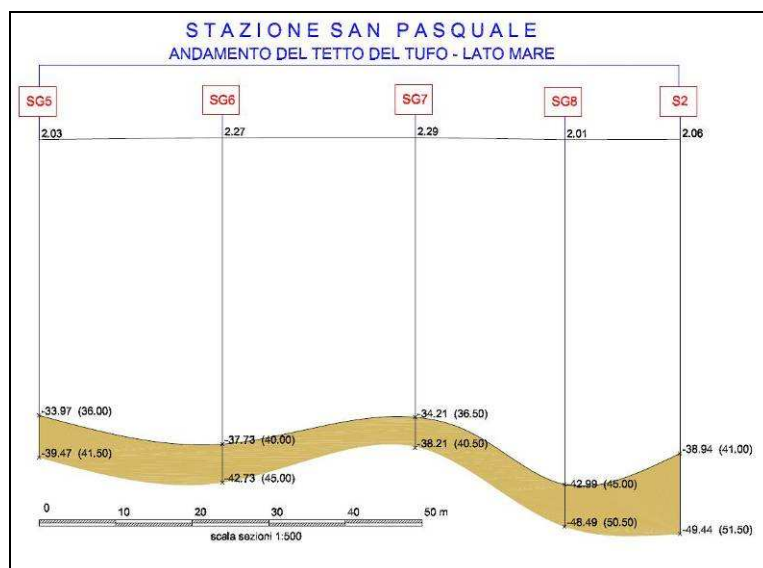 STAZIONE SAN PASQUALE
ANDAMENTO DEL TETTO DEL TUFO - LATO MARE
SG5 SG6 SG7 SG8 S2
2.03 2.27 2.29 2.01 2.06
-33.97 (36.00) -37.73 (40.00) -34.21 (36.50) -42.99 (45.00) -38.94 (41.00)
-39.47 (41.50) -42.73 (45.00) -38.21 (40.50) -48.49 (50.50) -49.44 (51.50)
0 10 20 30 40 50 m
scala sezioni 1:500